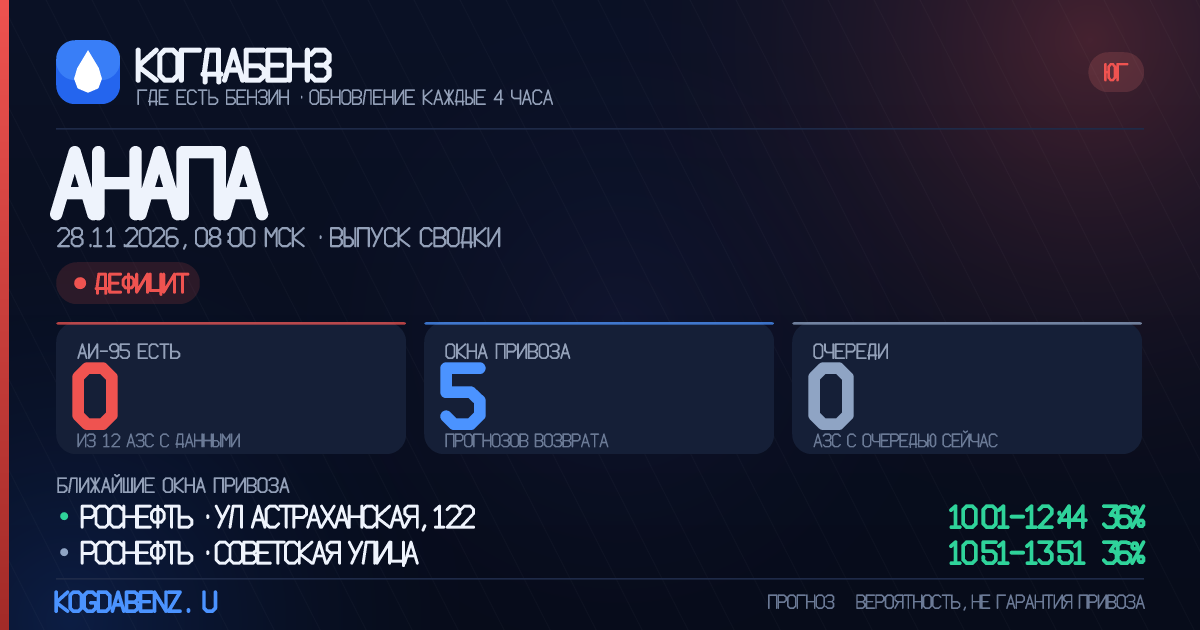 КОГДАБЕНЗ
ГДЕ ЕСТЬ БЕНЗИН · ОБНОВЛЕНИЕ КАЖДЫЕ 4 ЧАСА
ЮГ
АНАПА
28.11.2026, 08:00 МСК · ВЫПУСК СВОДКИ
• ДЕФИЦИТ
АИ-95 ЕСТЬ
0
ИЗ 12 АЗС С ДАННЫМИ
ОКНА ПРИВОЗА
5
ПРОГНОЗОВ ВОЗВРАТА
ОЧЕРЕДИ
0
АЗС С ОЧЕРЕДЬЮ СЕЙЧАС
БЛИЖАЙШИЕ ОКНА ПРИВОЗА
• РОСНЕФТЬ · УЛ АСТРАХАНСКАЯ, 122 10:01–12:44 36%
• РОСНЕФТЬ · СОВЕТСКАЯ УЛИЦА 10:51–13:51 36%
KOGDABENZ. U
ПРОГНОЗ ВЕРОЯТНОСТЬ, НЕ ГАРАНТИЯ ПРИВОЗА